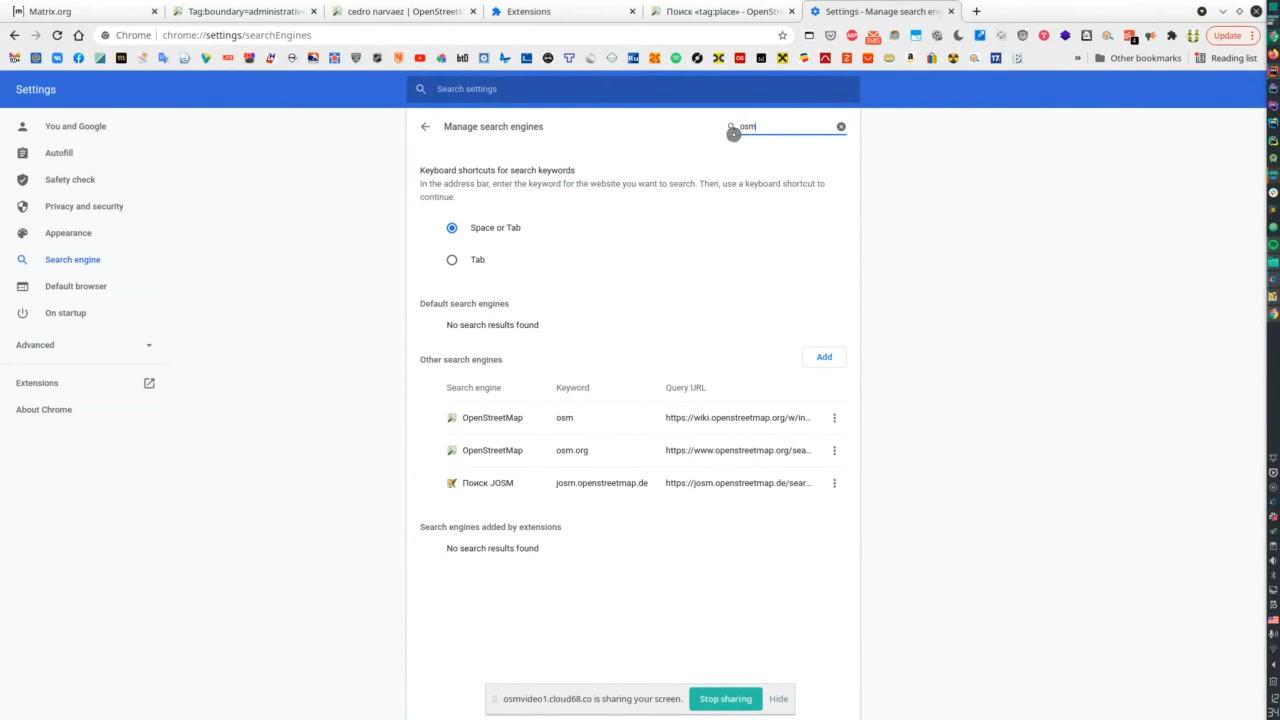 Matrix.org
Tag:boundary=administrative
cedro narvaez | OpenStreetM
Extensions
Поиск «tag:place» - OpenStre
Settings - Manage search eng
Chrome
chrome://settings/searchEngines
Update
Other bookmarks
Reading list
Settings
Search settings
You and Google
Autofill
Safety check
Privacy and security
Appearance
Search engine
Default browser
On startup
Advanced
Extensions
About Chrome
Manage search engines
osm
Keyboard shortcuts for search keywords
In the address bar, enter the keyword for the website you want to search. Then, use a keyboard shortcut to
continue.
Space or Tab
Tab
Default search engines
No search results found
Other search engines
Add
Search engine Keyword Query URL
OpenStreetMap osm https://wiki.openstreetmap.org/w/in...
OpenStreetMap osm.org https://www.openstreetmap.org/sea...
Поиск JOSM josm.openstreetmap.de https://josm.openstreetmap.de/sear...
Search engines added by extensions
No search results found
osmvideo1.cloud68.co is sharing your screen.
Stop sharing
Hide
12
34